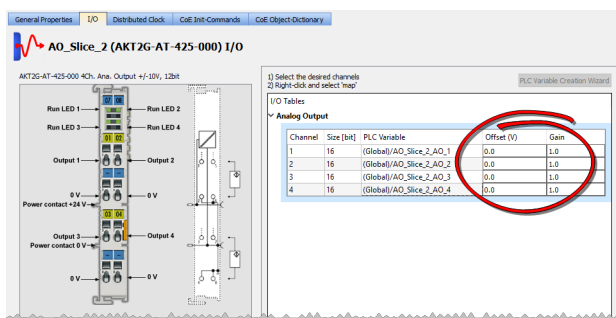 General Properties I/O Distributed Clock CoE Init-Commands CoE Object-Dictionary
AO_Slice_2 (AKT2G-AT-425-000) I/O
AKT2G-AT-425-000 4Ch. Ana. Output +/-10V, 12bit
07 08
Run LED 1 Run LED 2
Run LED 3 Run LED 4
01 02
Output 1 Output 2
0 V 0 V
Power contact +24 V
03 04
Output 3 Output 4
Power contact 0 V
0 V 0 V
1) Select the desired channels
2) Right-click and select 'map'
PLC Variable Creation Wizard
I/O Tables
Analog Output
Channel Size [bit] PLC Variable Offset (V) Gain
1 16 (Global)/AO_Slice_2_AO_1 0.0 1.0
2 16 (Global)/AO_Slice_2_AO_2 0.0 1.0
3 16 (Global)/AO_Slice_2_AO_3 0.0 1.0
4 16 (Global)/AO_Slice_2_AO_4 0.0 1.0